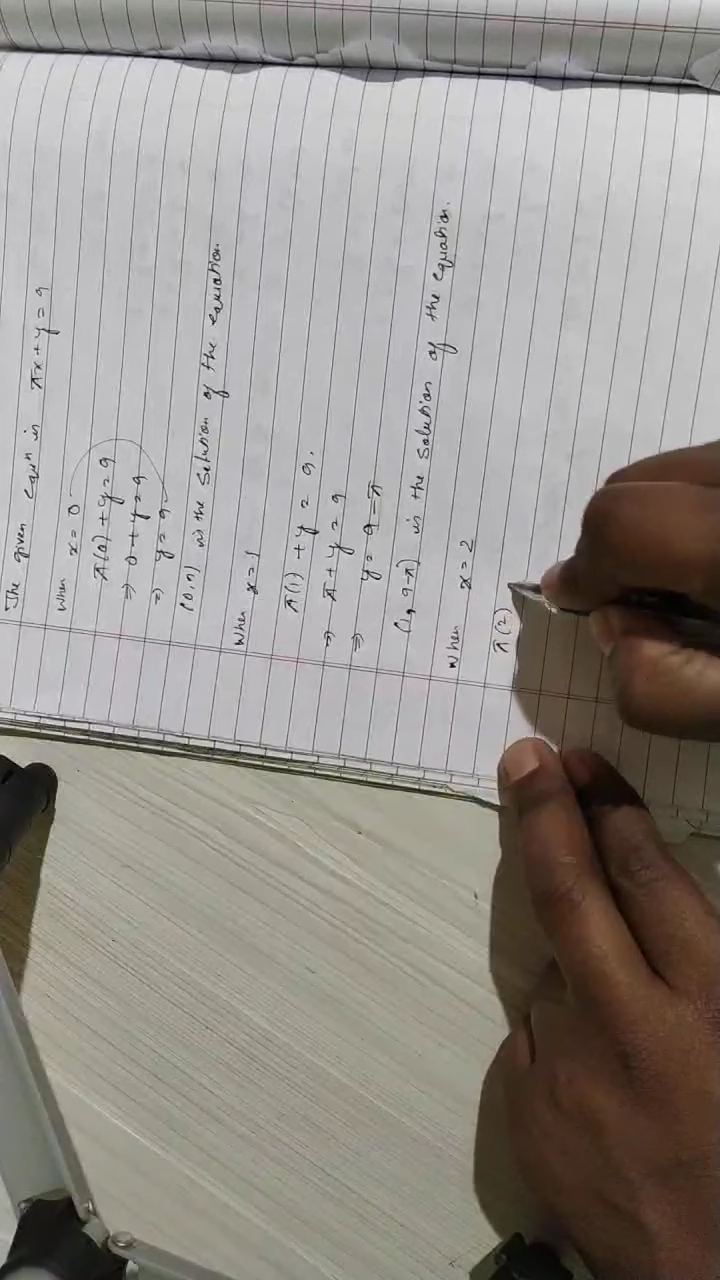 The given eqn is πx + y = 9
When x = 0
π(0) + y = 9
⇒ 0 + y = 9
⇒ y = 9
(0,9) is the solution of the equation.
When x = 1
π(1) + y = 9.
⇒ π + y = 9
⇒ y = 9 - π
(1, 9-π) is the solution of the equation.
When x = 2
π(2)